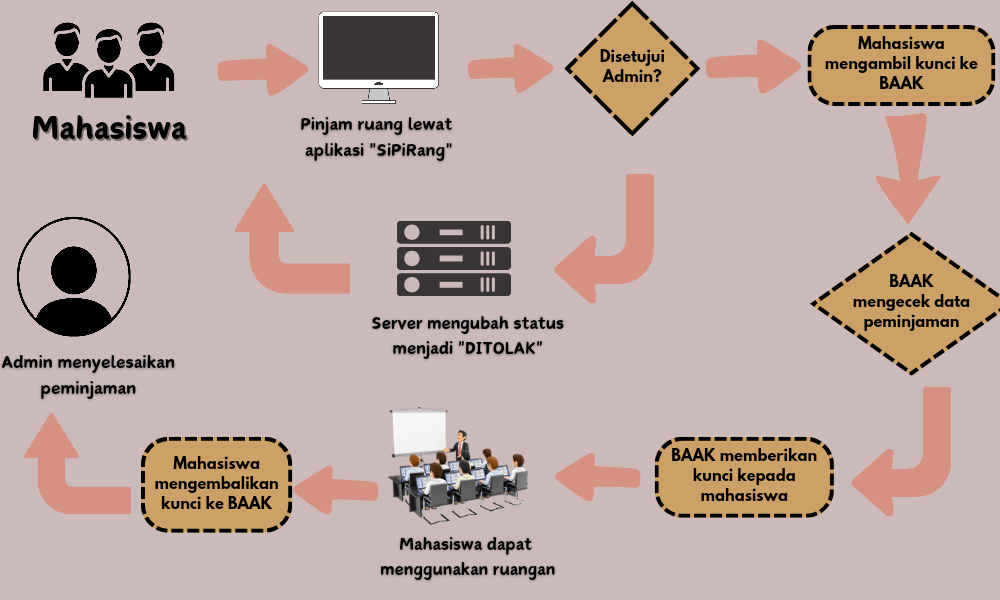 Mahasiswa
Pinjam ruang lewat
aplikasi "SiPiRang"
Disetujui
Admin?
Mahasiswa
mengambil kunci ke
BAAK
Server mengubah status
menjadi "DITOLAK"
BAAK
mengecek data
peminjaman
Admin menyelesaikan
peminjaman
Mahasiswa
mengembalikan
kunci ke BAAK
Mahasiswa dapat
menggunakan ruangan
BAAK memberikan
kunci kepada
mahasiswa